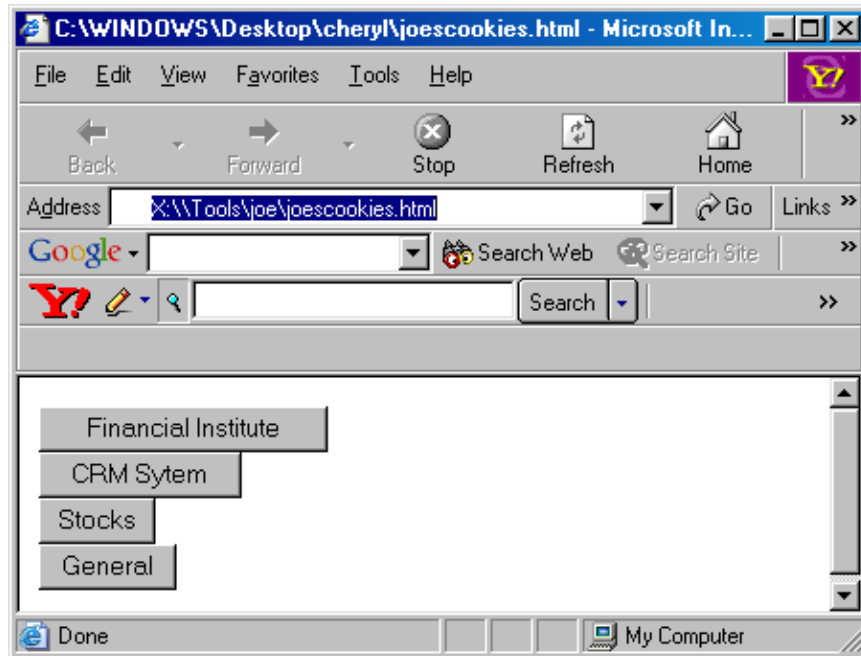 C:\WINDOWS\Desktop\cheryl\joescookies.html - Microsoft In...
File Edit View Favorites Tools Help
Y!
Back Forward Stop Refresh Home »
Address X:\\Tools\joe\joescookies.html Go Links »
Google Search Web Search Site »
Y! Search »
Financial Institute
CRM Sytem
Stocks
General
Done My Computer